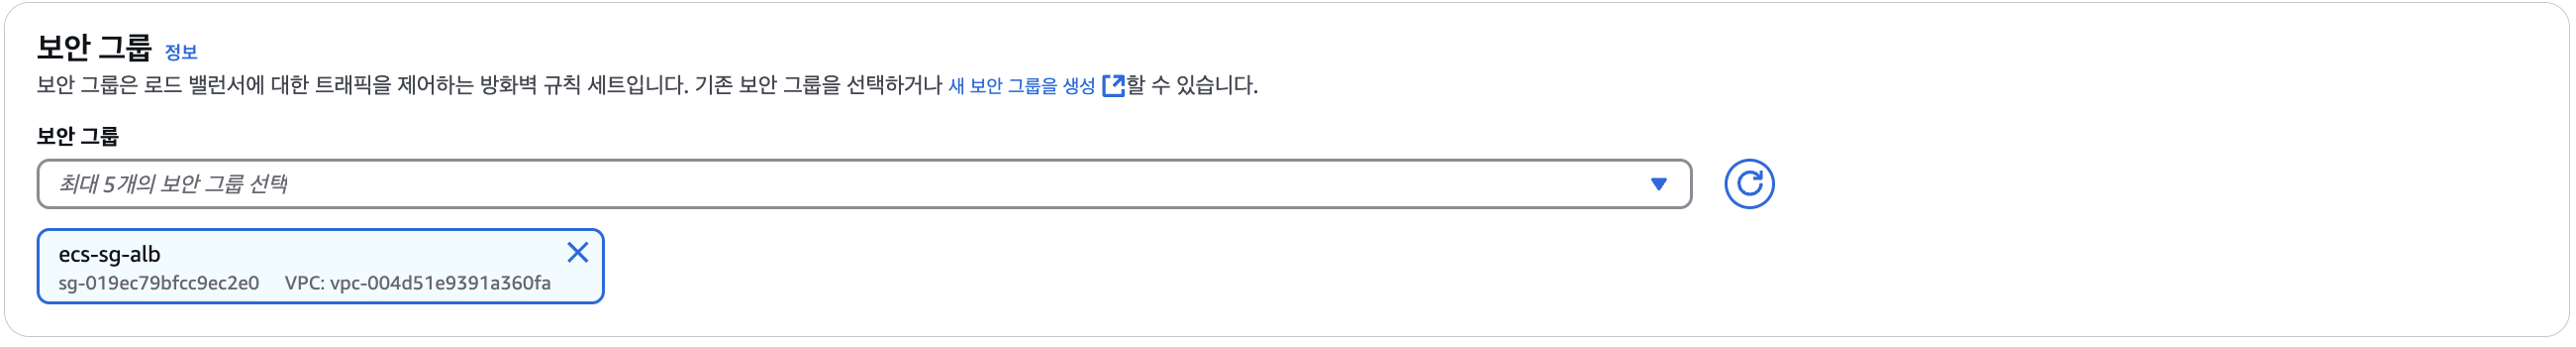 보안 그룹 정보
보안 그룹은 로드 밸런서에 대한 트래픽을 제어하는 방화벽 규칙 세트입니다. 기존 보안 그룹을 선택하거나 새 보안 그룹을 생성 할 수 있습니다.
보안 그룹
최대 5개의 보안 그룹 선택
ecs-sg-alb
sg-019ec79bfcc9ec2e0 VPC: vpc-004d51e9391a360fa